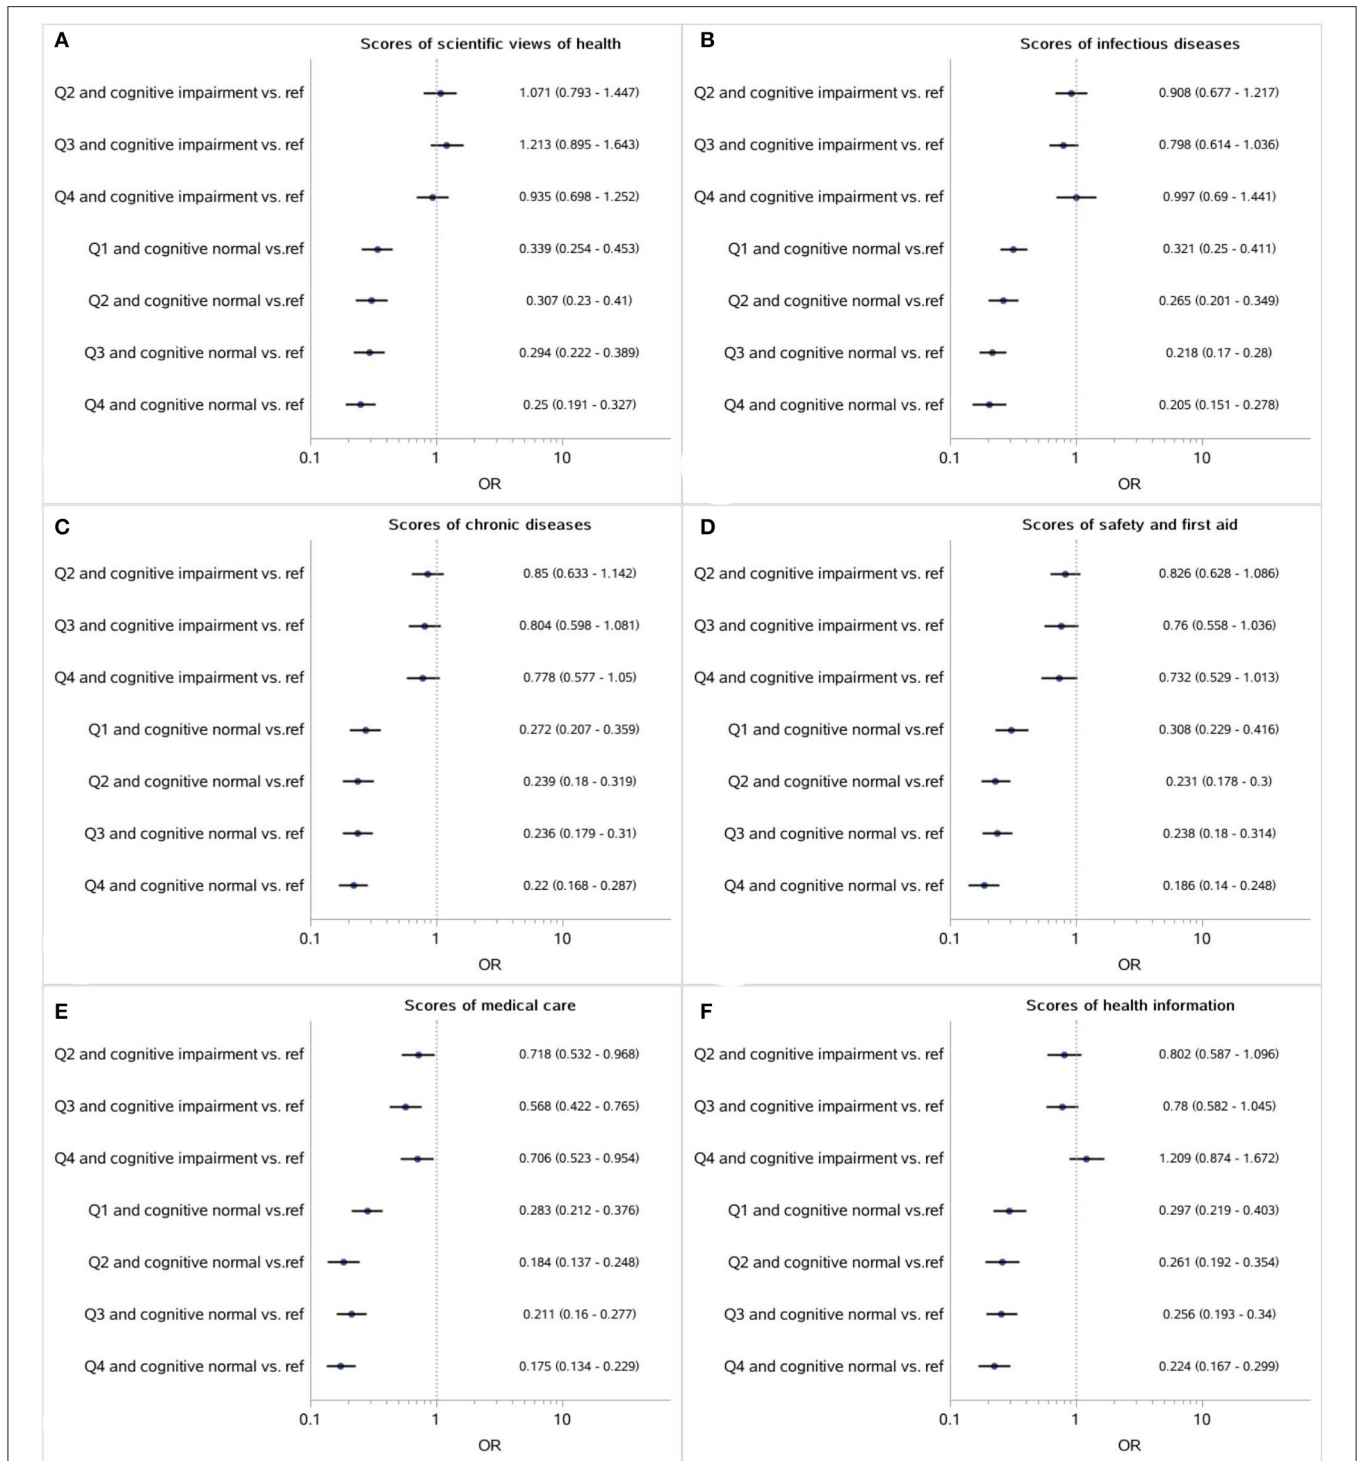 A
Scores of scientific views of health
Q2 and cognitive impairment vs. ref 1.071 (0.793 - 1.447)
Q3 and cognitive impairment vs. ref 1.213 (0.895 - 1.643)
Q4 and cognitive impairment vs. ref 0.935 (0.698 - 1.252)
Q1 and cognitive normal vs.ref 0.339 (0.254 - 0.453)
Q2 and cognitive normal vs.ref 0.307 (0.23 - 0.41)
Q3 and cognitive normal vs. ref 0.294 (0.222 - 0.389)
Q4 and cognitive normal vs. ref 0.25 (0.191 - 0.327)
0.1 1 10
OR
B
Scores of infectious diseases
Q2 and cognitive impairment vs. ref 0.908 (0.677 - 1.217)
Q3 and cognitive impairment vs. ref 0.798 (0.614 - 1.036)
Q4 and cognitive impairment vs. ref 0.997 (0.69 - 1.441)
Q1 and cognitive normal vs.ref 0.321 (0.25 - 0.411)
Q2 and cognitive normal vs.ref 0.265 (0.201 - 0.349)
Q3 and cognitive normal vs. ref 0.218 (0.17 - 0.28)
Q4 and cognitive normal vs. ref 0.205 (0.151 - 0.278)
0.1 1 10
OR
C
Scores of chronic diseases
Q2 and cognitive impairment vs. ref 0.85 (0.633 - 1.142)
Q3 and cognitive impairment vs. ref 0.804 (0.598 - 1.081)
Q4 and cognitive impairment vs. ref 0.778 (0.577 - 1.05)
Q1 and cognitive normal vs.ref 0.272 (0.207 - 0.359)
Q2 and cognitive normal vs.ref 0.239 (0.18 - 0.319)
Q3 and cognitive normal vs. ref 0.236 (0.179 - 0.31)
Q4 and cognitive normal vs. ref 0.22 (0.168 - 0.287)
0.1 1 10
OR
D
Scores of safety and first aid
Q2 and cognitive impairment vs. ref 0.826 (0.628 - 1.086)
Q3 and cognitive impairment vs. ref 0.76 (0.558 - 1.036)
Q4 and cognitive impairment vs. ref 0.732 (0.529 - 1.013)
Q1 and cognitive normal vs.ref 0.308 (0.229 - 0.416)
Q2 and cognitive normal vs.ref 0.231 (0.178 - 0.3)
Q3 and cognitive normal vs. ref 0.238 (0.18 - 0.314)
Q4 and cognitive normal vs. ref 0.186 (0.14 - 0.248)
0.1 1 10
OR
E
Scores of medical care
Q2 and cognitive impairment vs. ref 0.718 (0.532 - 0.968)
Q3 and cognitive impairment vs. ref 0.568 (0.422 - 0.765)
Q4 and cognitive impairment vs. ref 0.706 (0.523 - 0.954)
Q1 and cognitive normal vs.ref 0.283 (0.212 - 0.376)
Q2 and cognitive normal vs.ref 0.184 (0.137 - 0.248)
Q3 and cognitive normal vs. ref 0.211 (0.16 - 0.277)
Q4 and cognitive normal vs. ref 0.175 (0.134 - 0.229)
0.1 1 10
OR
F
Scores of health information
Q2 and cognitive impairment vs. ref 0.802 (0.587 - 1.096)
Q3 and cognitive impairment vs. ref 0.78 (0.582 - 1.045)
Q4 and cognitive impairment vs. ref 1.209 (0.874 - 1.672)
Q1 and cognitive normal vs.ref 0.297 (0.219 - 0.403)
Q2 and cognitive normal vs.ref 0.261 (0.192 - 0.354)
Q3 and cognitive normal vs. ref 0.256 (0.193 - 0.34)
Q4 and cognitive normal vs. ref 0.224 (0.167 - 0.299)
0.1 1 10
OR